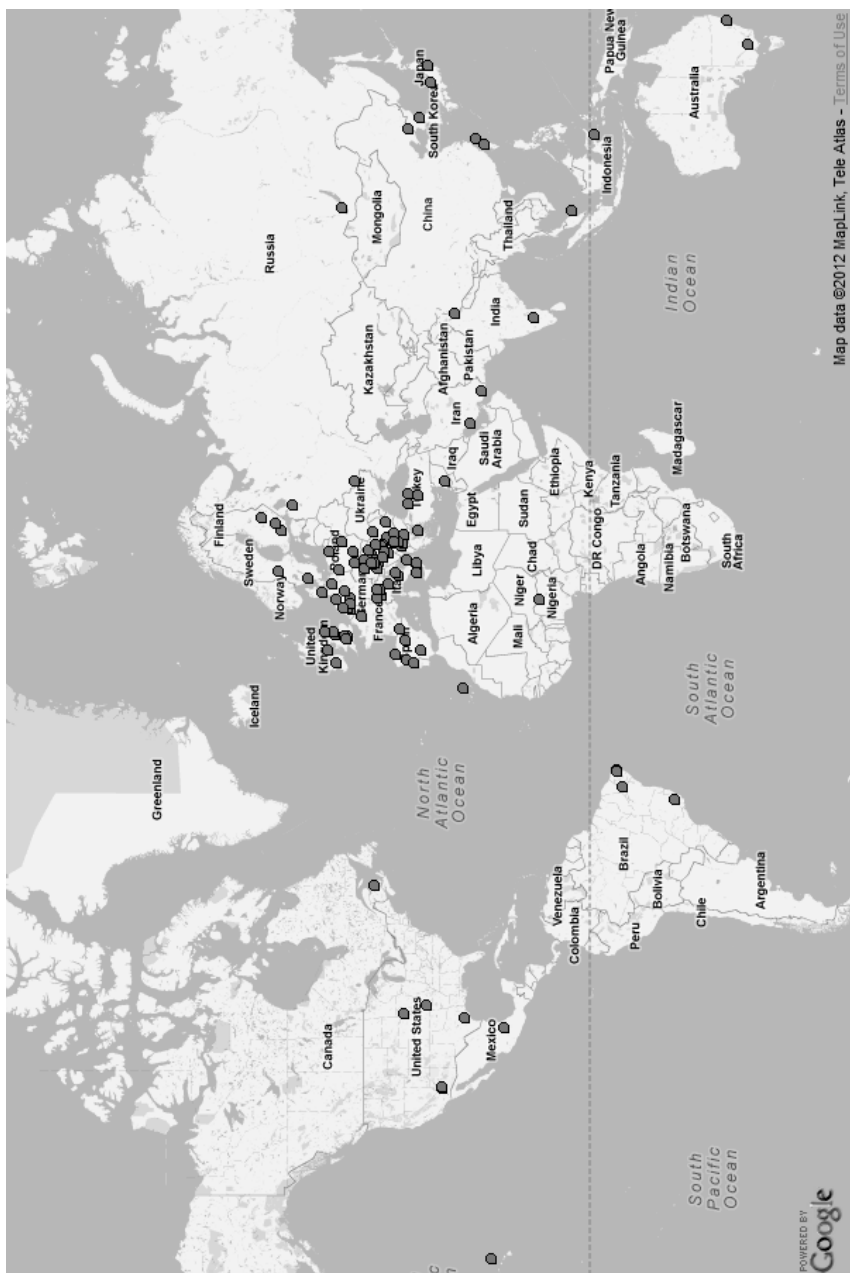 Greenland
Iceland
Finland
Sweden
Norway
Russia
United
Kingdom
Poland
Germany
Ukraine
Canada
France
Kazakhstan
Mongolia
Italy
Spain
Turkey
United States
North
Atlantic
Ocean
China
South Korea
Japan
Afghanistan
Iraq
Iran
Pakistan
Algeria
Libya
Egypt
Saudi
Arabia
Mexico
India
Thailand
Mali
Niger
Chad
Sudan
Nigeria
Ethiopia
Venezuela
Colombia
Kenya
DR Congo
Tanzania
Indonesia
Papua New
Guinea
Peru
Brazil
Bolivia
Angola
Namibia
Botswana
Madagascar
Indian
Ocean
Australia
Chile
South
Atlantic
Ocean
South
Pacific
Ocean
South
Africa
Argentina
POWERED BY
Google
Map data ©2012 MapLink, Tele Atlas - Terms of Use